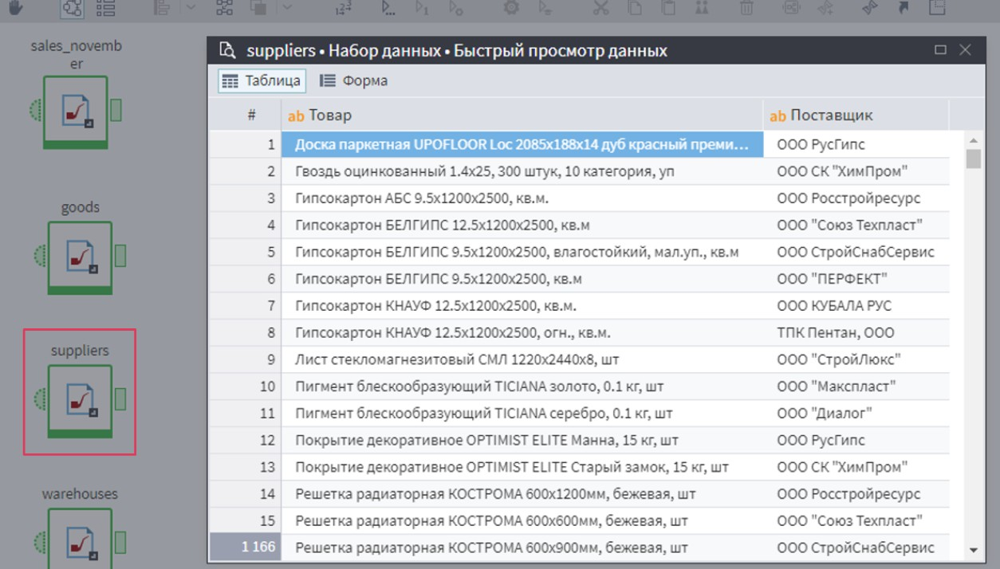 sales_novemb
er
goods
suppliers
warehouses
suppliers • Набор данных • Быстрый просмотр данных
Таблица Форма
# ab Товар ab Поставщик
1 Доска паркетная UPOFLOOR Loc 2085x188x14 дуб красный преми... ООО РусГипс
2 Гвоздь оцинкованный 1.4x25, 300 штук, 10 категория, уп ООО СК "ХимПром"
3 Гипсокартон АБС 9.5x1200x2500, кв.м. ООО Росстройресурс
4 Гипсокартон БЕЛГИПС 12.5x1200x2500, кв.м ООО "Союз Техпласт"
5 Гипсокартон БЕЛГИПС 9.5x1200x2500, влагостойкий, мал.уп., кв.м ООО СтройСнабСервис
6 Гипсокартон БЕЛГИПС 9.5x1200x2500, кв.м ООО "ПЕРФЕКТ"
7 Гипсокартон КНАУФ 12.5x1200x2500, кв.м. ООО КУБАЛА РУС
8 Гипсокартон КНАУФ 12.5x1200x2500, огн., кв.м. ТПК Пентан, ООО
9 Лист стекломагнезитовый СМЛ 1220x2440x8, шт ООО "СтройЛюкс"
10 Пигмент блескообразующий TICIANA золото, 0.1 кг, шт ООО "Макспласт"
11 Пигмент блескообразующий TICIANA серебро, 0.1 кг, шт ООО "Диалог"
12 Покрытие декоративное OPTIMIST ELITE Манна, 15 кг, шт ООО РусГипс
13 Покрытие декоративное OPTIMIST ELITE Старый замок, 15 кг, шт ООО СК "ХимПром"
14 Решетка радиаторная КОСТРОМА 600x1200мм, бежевая, шт ООО Росстройресурс
15 Решетка радиаторная КОСТРОМА 600x600мм, бежевая, шт ООО "Союз Техпласт"
1 166 Решетка радиаторная КОСТРОМА 600x900мм, бежевая, шт ООО СтройСнабСервис